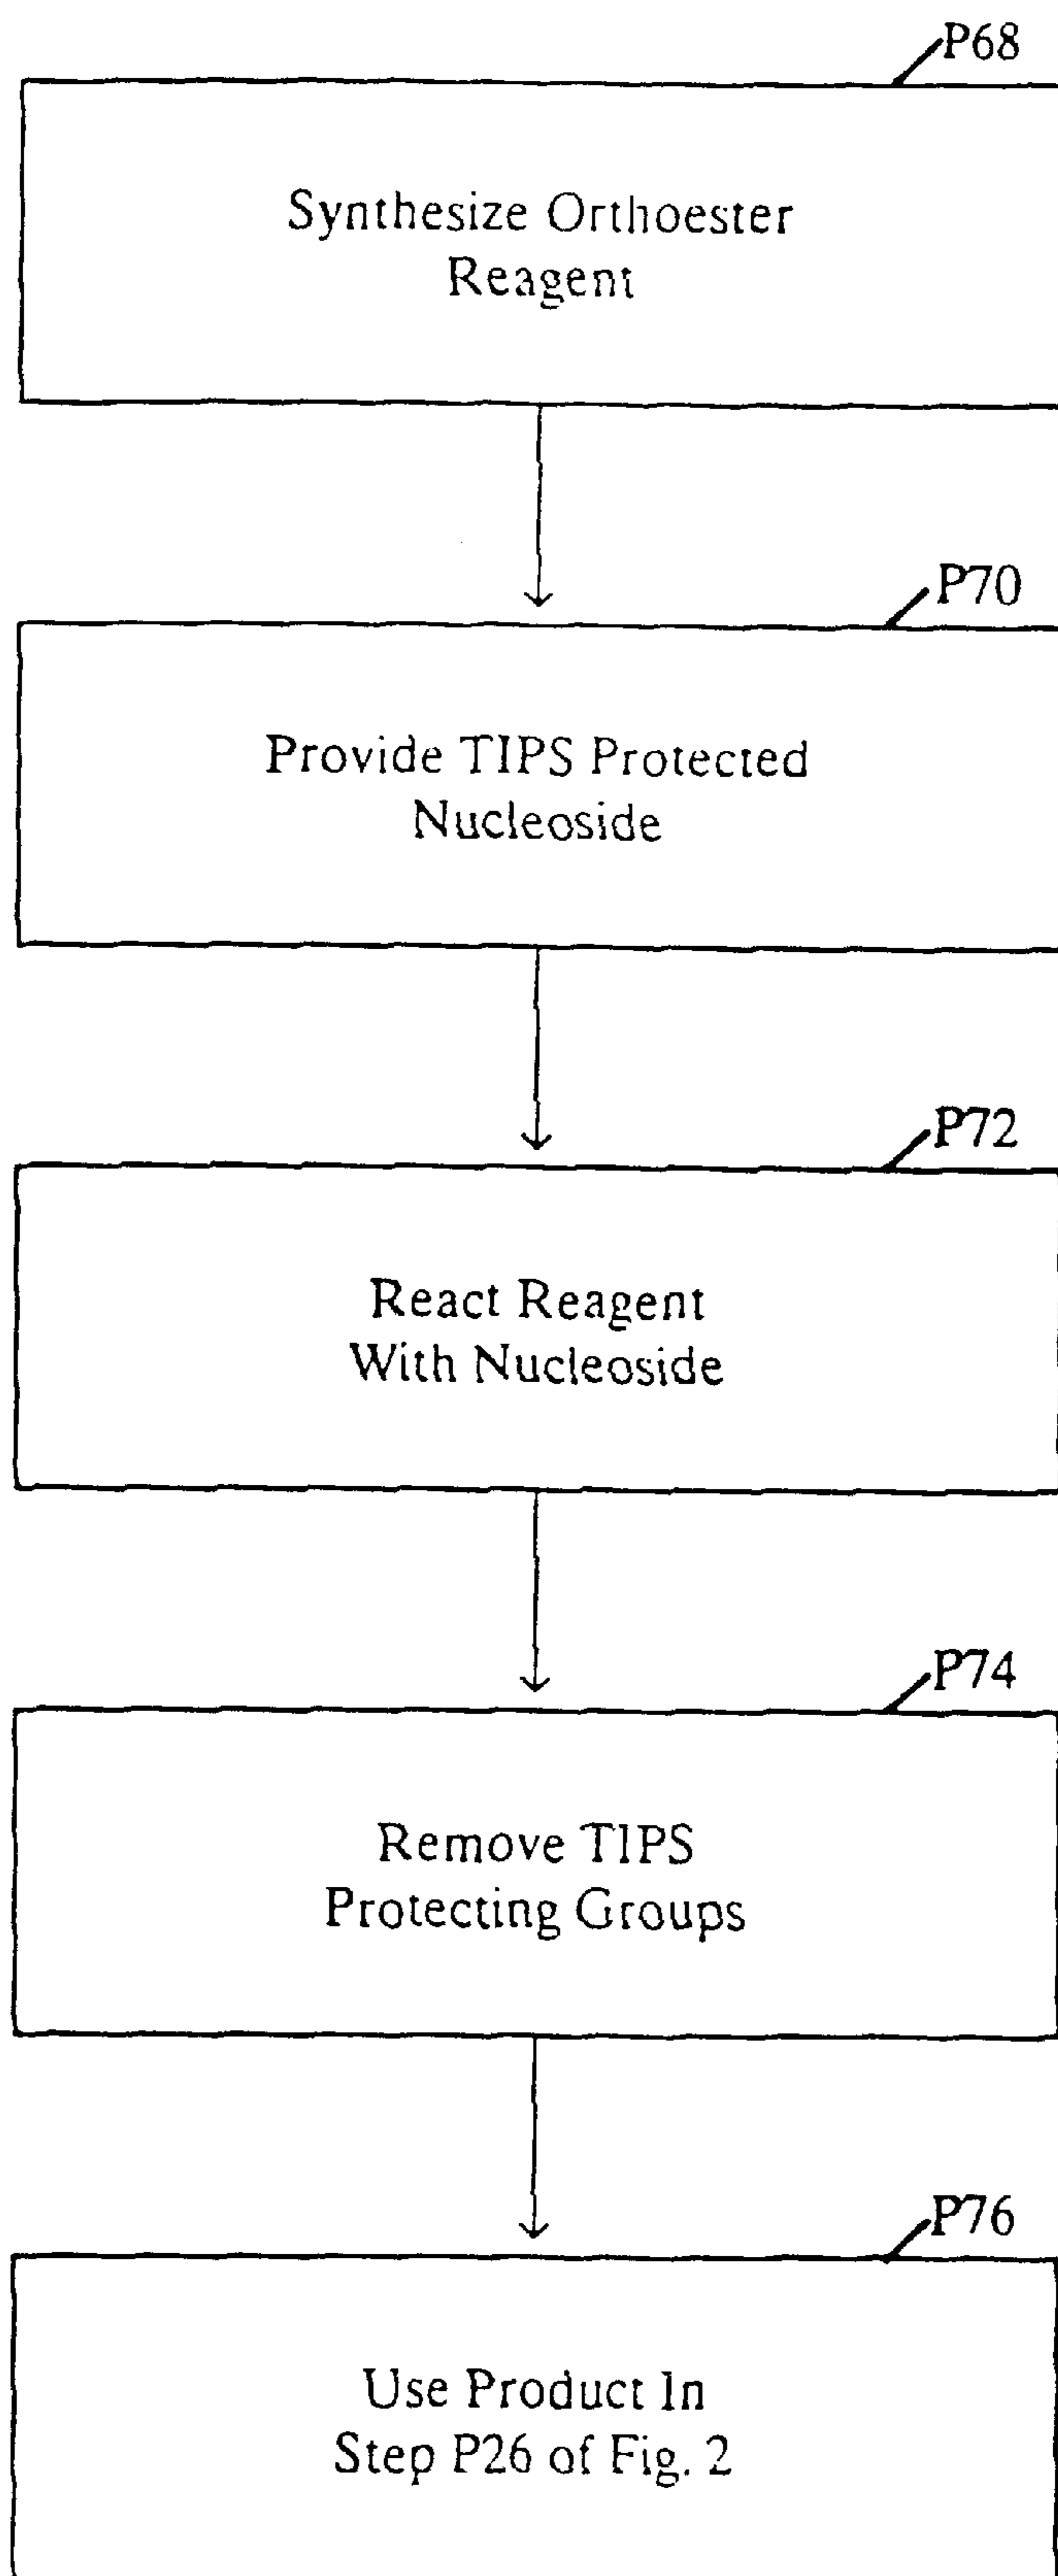 P68
Synthesize Orthoester
Reagent
P70
Provide TIPS Protected
Nucleoside
P72
React Reagent
With Nucleoside
P74
Remove TIPS
Protecting Groups
P76
Use Product In
Step P26 of Fig. 2